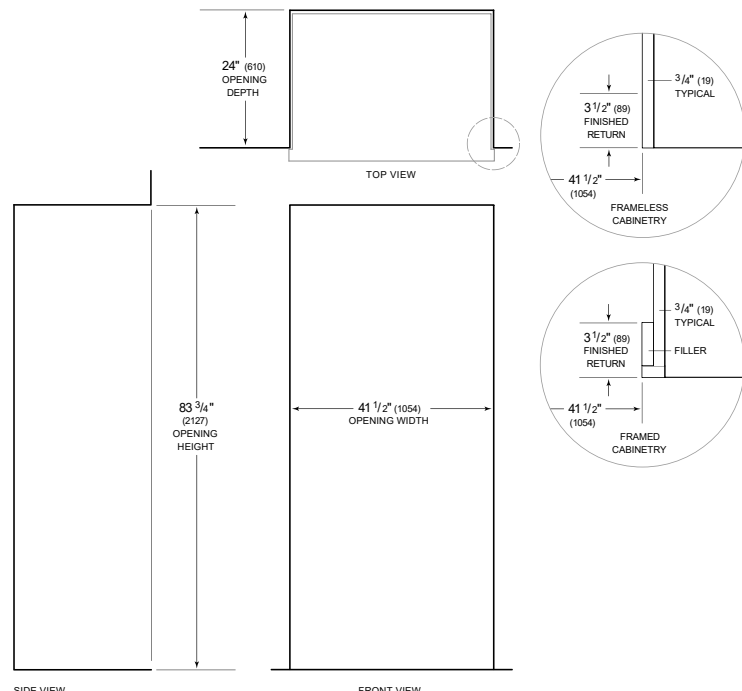 24" (610)
OPENING
DEPTH
TOP VIEW
3/4" (19)
TYPICAL
3 1/2" (89)
FINISHED
RETURN
41 1/2"
(1054)
FRAMELESS
CABINETRY
3/4" (19)
TYPICAL
3 1/2" (89)
FINISHED
RETURN
FILLER
41 1/2"
(1054)
FRAMED
CABINETRY
83 3/4"
(2127)
OPENING
HEIGHT
41 1/2" (1054)
OPENING WIDTH
SIDE VIEW
FRONT VIEW